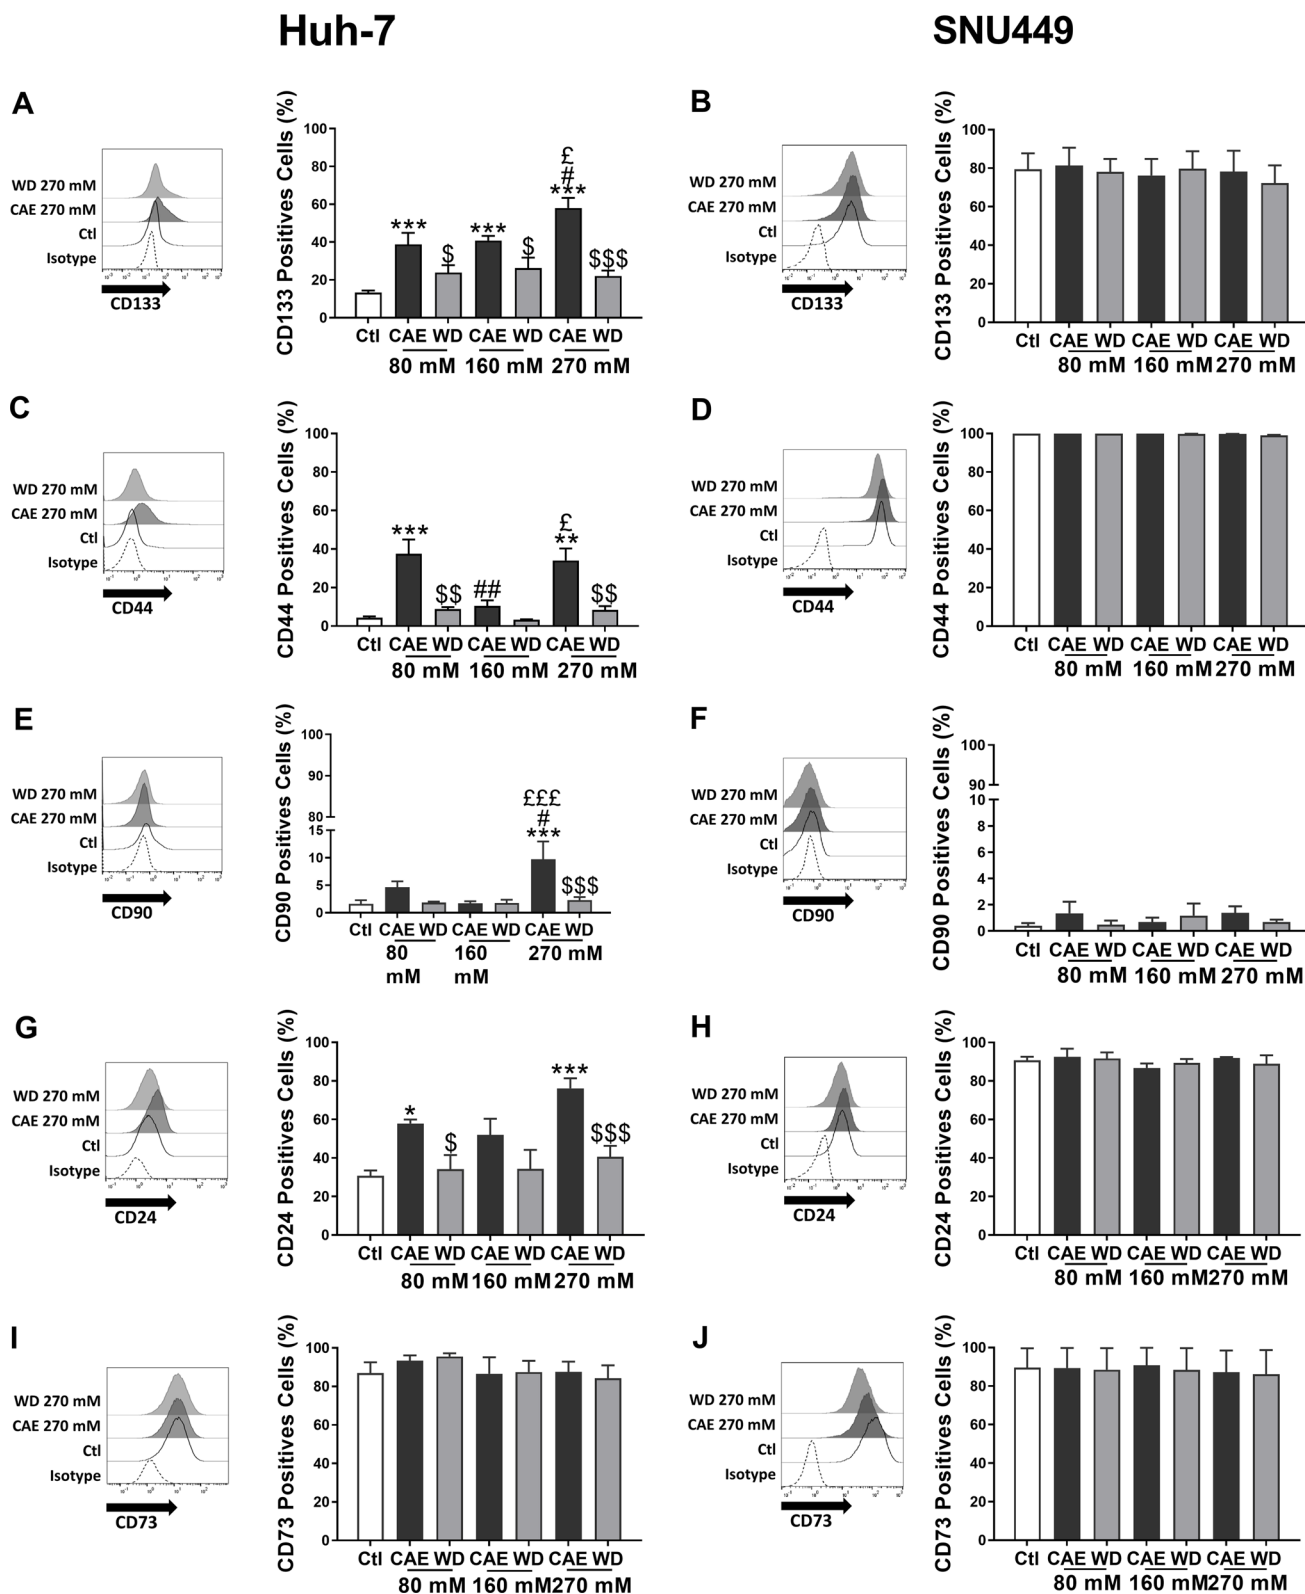 Huh-7
SNU449
A
WD 270 mM
CAE 270 mM
Ctl
Isotype
CD133
CD133 Positives Cells (%)
100
80
60
40
20
0
***
$
***
$
£
#
***
$$$
Ctl CAE WD CAE WD CAE WD
80 mM 160 mM 270 mM
B
WD 270 mM
CAE 270 mM
Ctl
Isotype
CD133
CD133 Positives Cells (%)
100
80
60
40
20
0
Ctl CAE WD CAE WD CAE WD
80 mM 160 mM 270 mM
C
WD 270 mM
CAE 270 mM
Ctl
Isotype
CD44
CD44 Positives Cells (%)
100
80
60
40
20
0
***
$$
##
£
**
$$
Ctl CAE WD CAE WD CAE WD
80 mM 160 mM 270 mM
D
WD 270 mM
CAE 270 mM
Ctl
Isotype
CD44
CD44 Positives Cells (%)
100
80
60
40
20
0
Ctl CAE WD CAE WD CAE WD
80 mM 160 mM 270 mM
E
WD 270 mM
CAE 270 mM
Ctl
Isotype
CD90
CD90 Positives Cells (%)
100
90
80
15
10
5
0
£££
#
***
$$$
Ctl CAE WD CAE WD CAE WD
80 160 270 mM
mM mM
F
WD 270 mM
CAE 270 mM
Ctl
Isotype
CD90
CD90 Positives Cells (%)
100
90
10
8
6
4
2
0
Ctl CAE WD CAE WD CAE WD
80 mM 160 mM 270 mM
G
WD 270 mM
CAE 270 mM
Ctl
Isotype
CD24
CD24 Positives Cells (%)
100
80
60
40
20
0
*
$
***
$$$
Ctl CAE WD CAE WD CAE WD
80 mM 160 mM 270 mM
H
WD 270 mM
CAE 270 mM
Ctl
Isotype
CD24
CD24 Positives Cells (%)
100
80
60
40
20
0
Ctl CAE WD CAE WD CAE WD
80 mM 160 mM 270 mM
I
WD 270 mM
CAE 270 mM
Ctl
Isotype
CD73
CD73 Positives Cells (%)
100
80
60
40
20
0
Ctl CAE WD CAE WD CAE WD
80 mM 160 mM 270 mM
J
WD 270 mM
CAE 270 mM
Ctl
Isotype
CD73
CD73 Positives Cells (%)
100
80
60
40
20
0
Ctl CAE WD CAE WD CAE WD
80 mM 160 mM 270 mM